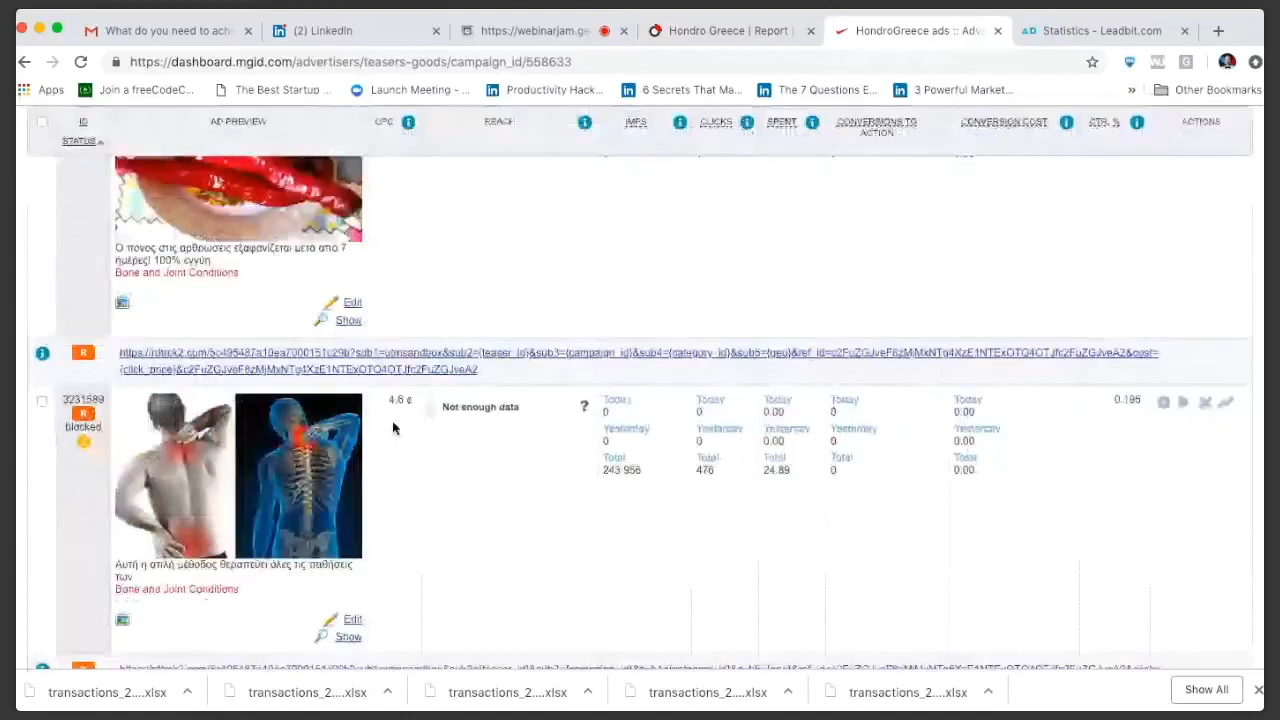 What do you need to ach
(2) LinkedIn
https://webinarjam.ge
Hondro Greece | Report
HondroGreece ads :: Adve
Statistics - Leadbit.com
https://dashboard.mgid.com/advertisers/teasers-goods/campaign_id/558633
Apps
Join a freeCodeC...
The Best Startup ...
Launch Meeting - ...
Productivity Hack...
6 Secrets That Ma...
The 7 Questions E...
3 Powerful Market...
»
Other Bookmarks
ID
STATUS
AD PREVIEW
CPC
REACH
IMPS
CLICKS
SPENT
CONVERSIONS TO
ACTION
CONVERSION COST
CTR, %
ACTIONS
Ο πόνος στις αρθρώσεις εξαφανίζεται μετά από 7
ημέρες! 100% εγγύη
Bone and Joint Conditions
Edit
Show
R
3231589
R
blocked
4.6 ¢
Not enough data
?
Today
0
Yesterday
0
Total
243 956
Today
0
Yesterday
0
Total
476
Today
0.00
Yesterday
0.00
Total
24.89
Today
0
Yesterday
0
Total
0
Today
0.00
Yesterday
0.00
Total
0.00
0.195
Αυτή η απλή μέθοδος θεραπεύει όλες τις παθήσεις
των
Bone and Joint Conditions
Edit
Show
transactions_2....xlsx
transactions_2....xlsx
transactions_2....xlsx
transactions_2....xlsx
transactions_2....xlsx
Show All